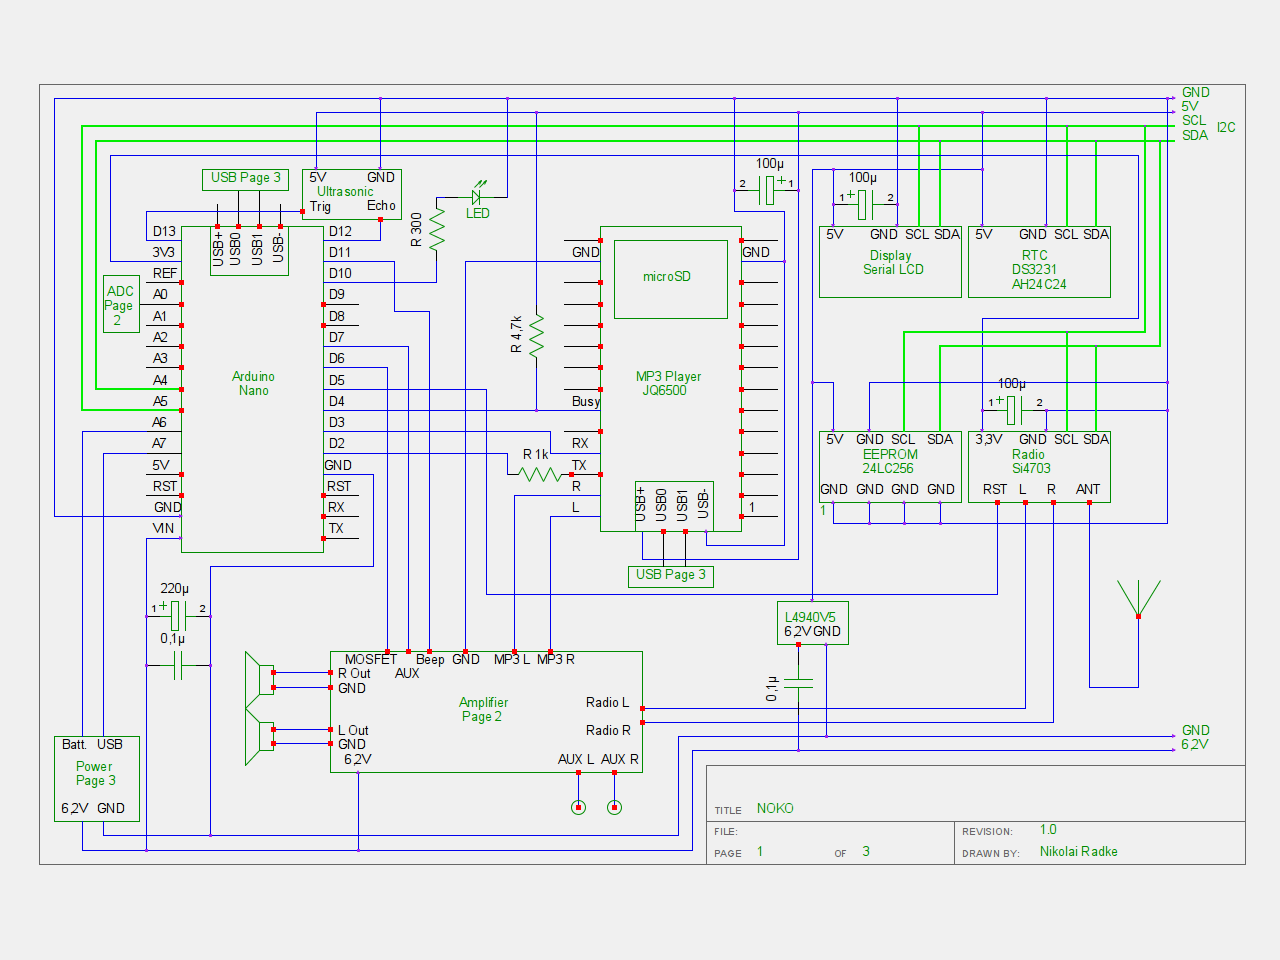 GND
5V
SCL
SDA
I2C
USB Page 3
5V GND
Ultrasonic
Trig Echo
LED
R 300
100µ
2 1
100µ
1 2
D13
3V3
REF
A0
A1
A2
A3
A4
A5
A6
A7
5V
RST
GND
VIN
USB+
USB0
USB1
USB-
Arduino
Nano
D12
D11
D10
D9
D8
D7
D6
D5
D4
D3
D2
GND
RST
RX
TX
ADC
Page
2
R 4,7k
R 1k
GND
GND
microSD
MP3 Player
JQ6500
Busy
RX
TX
R
L
1
USB+
USB0
USB1
USB-
USB Page 3
5V GND SCL SDA
Display
Serial LCD
5V GND SCL SDA
RTC
DS3231
AH24C24
100µ
1 2
5V GND SCL SDA
EEPROM
24LC256
GND GND GND GND
1
3,3V GND SCL SDA
Radio
Si4703
RST L R ANT
220µ
1 2
0,1µ
L4940V5
6,2V GND
0,1µ
MOSFET AUX Beep GND MP3 L MP3 R
R Out
GND
L Out
GND
6,2V
Amplifier
Page 2
Radio L
Radio R
AUX L AUX R
Batt. USB
Power
Page 3
6,2V GND
GND
6,2V
TITLE NOKO
FILE:
REVISION: 1.0
PAGE 1 OF 3
DRAWN BY: Nikolai Radke